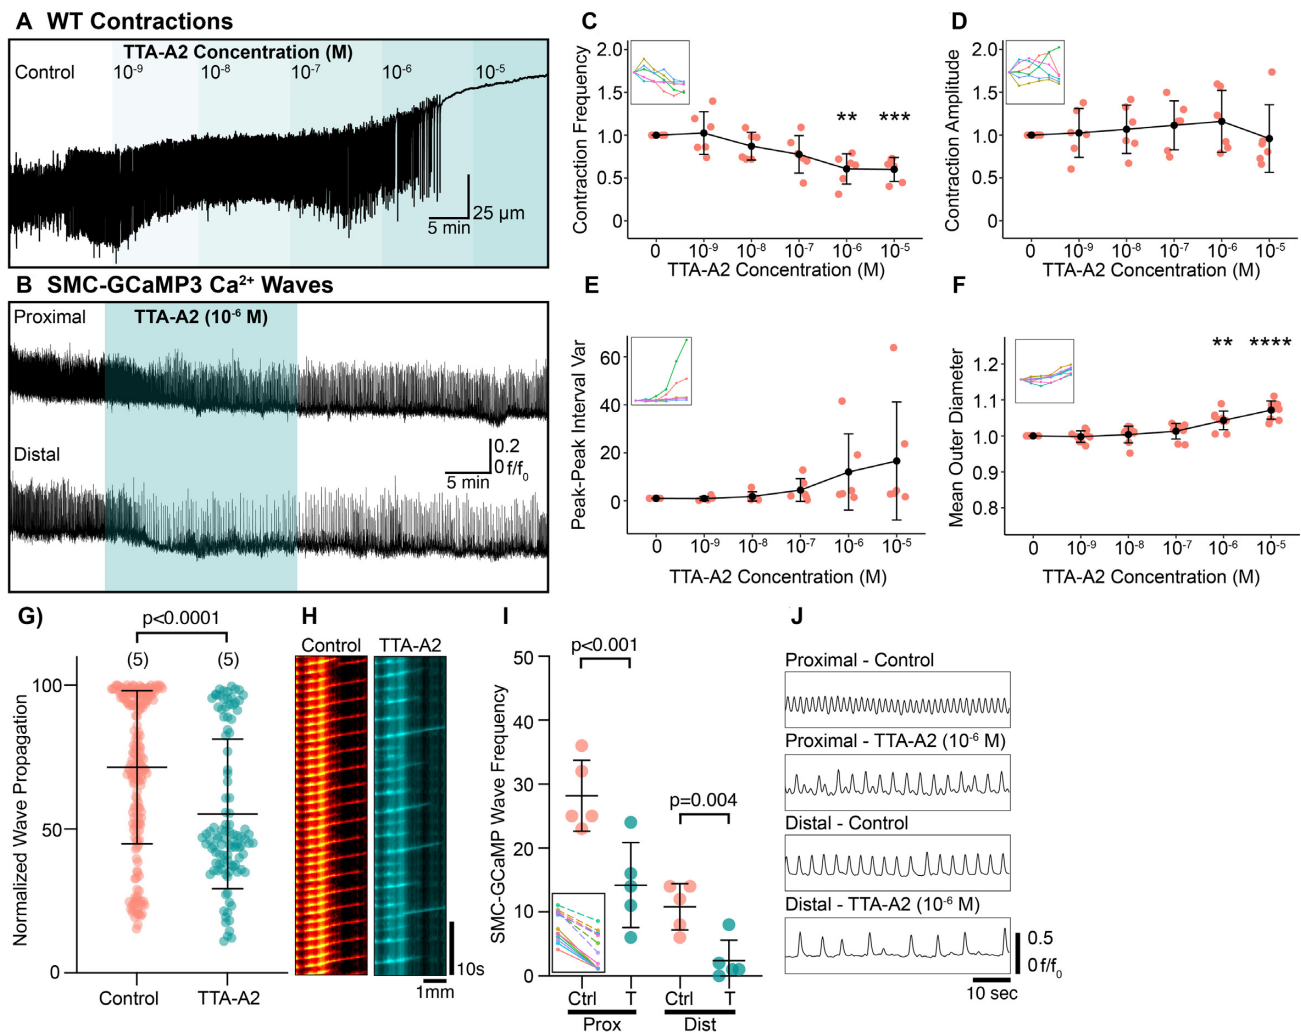 A WT Contractions
TTA-A2 Concentration (M)
Control
10⁻⁹ 10⁻⁸ 10⁻⁷ 10⁻⁶ 10⁻⁵
25 µm
5 min
B SMC-GCaMP3 Ca²⁺ Waves
Proximal
TTA-A2 (10⁻⁶ M)
Distal
0.2
0 f/f₀
5 min
C
Contraction Frequency
2.0
1.5
1.0
0.5
0
** ***
0 10⁻⁹ 10⁻⁸ 10⁻⁷ 10⁻⁶ 10⁻⁵
TTA-A2 Concentration (M)
D
Contraction Amplitude
2.0
1.5
1.0
0.5
0
0 10⁻⁹ 10⁻⁸ 10⁻⁷ 10⁻⁶ 10⁻⁵
TTA-A2 Concentration (M)
E
Peak-Peak Interval Var
60
40
20
0
0 10⁻⁹ 10⁻⁸ 10⁻⁷ 10⁻⁶ 10⁻⁵
TTA-A2 Concentration (M)
F
Mean Outer Diameter
1.2
1.1
1.0
0.9
0.8
** ****
0 10⁻⁹ 10⁻⁸ 10⁻⁷ 10⁻⁶ 10⁻⁵
TTA-A2 Concentration (M)
G)
p<0.0001
(5) (5)
Normalized Wave Propagation
100
50
0
Control TTA-A2
H
Control TTA-A2
10s
1mm
I
SMC-GCaMP Wave Frequency
50
40
30
20
10
0
p<0.001
p=0.004
Ctrl T Ctrl T
Prox Dist
J
Proximal - Control
Proximal - TTA-A2 (10⁻⁶ M)
Distal - Control
Distal - TTA-A2 (10⁻⁶ M)
0.5
0 f/f₀
10 sec